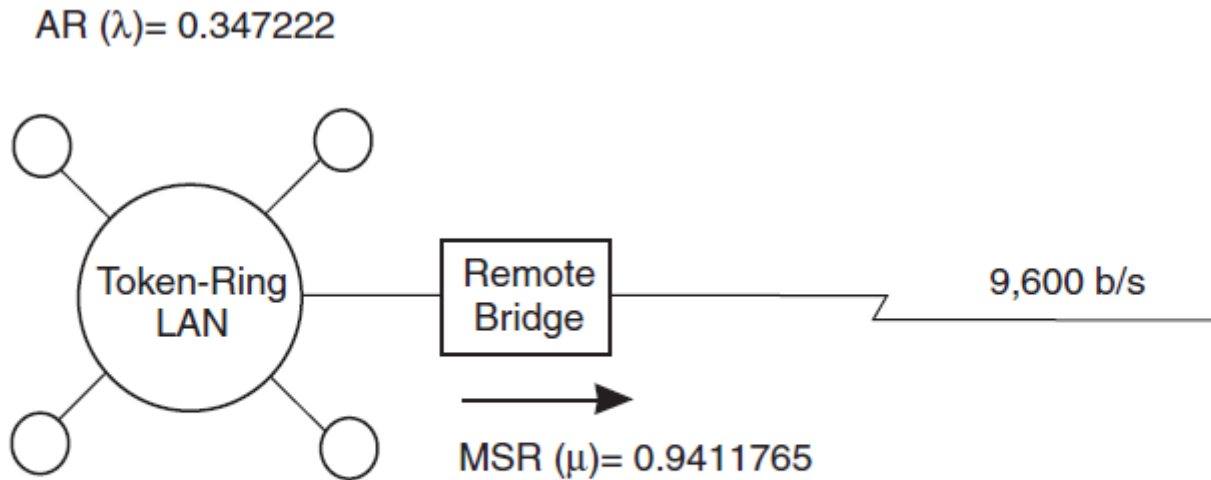 AR (λ)= 0.347222
Token-Ring
LAN
Remote
Bridge
9,600 b/s
MSR (μ)= 0.9411765